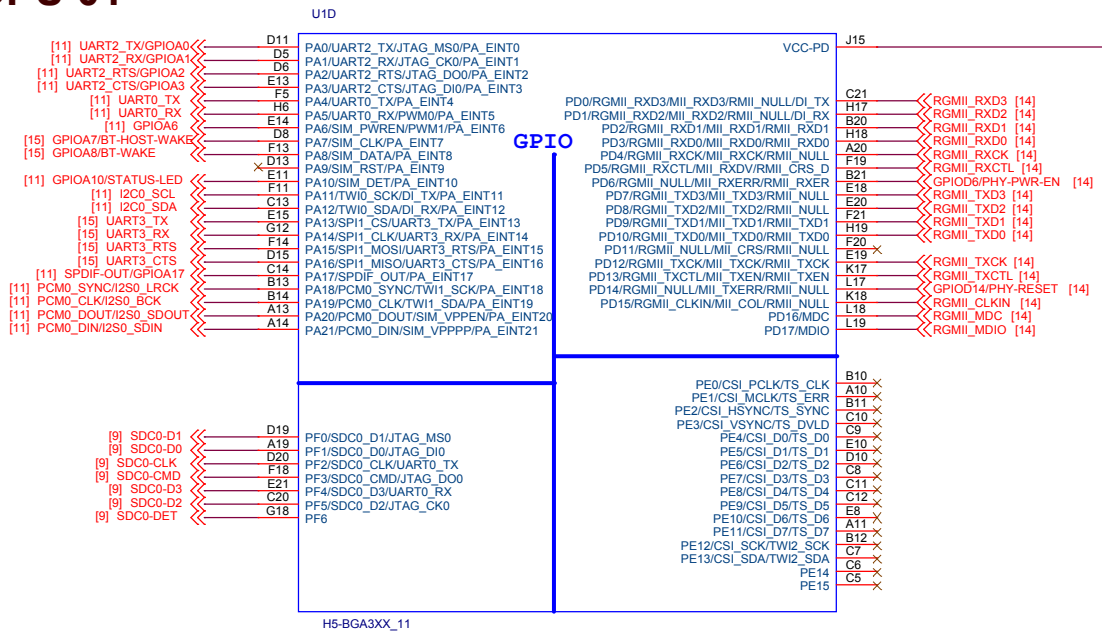 U1D
[11] UART2_TX/GPIOA0 D11 PA0/UART2_TX/JTAG_MS0/PA_EINT0
[11] UART2_RX/GPIOA1 D5 PA1/UART2_RX/JTAG_CK0/PA_EINT1
[11] UART2_RTS/GPIOA2 D6 PA2/UART2_RTS/JTAG_DO0/PA_EINT2
[11] UART2_CTS/GPIOA3 E13 PA3/UART2_CTS/JTAG_DI0/PA_EINT3
[11] UART0_TX F5 PA4/UART0_TX/PA_EINT4
[11] UART0_RX H6 PA5/UART0_RX/PWM0/PA_EINT5
[11] GPIOA6 E14 PA6/SIM_PWREN/PWM1/PA_EINT6
[15] GPIOA7/BT-HOST-WAKE D8 PA7/SIM_CLK/PA_EINT7
[15] GPIOA8/BT-WAKE F13 PA8/SIM_DATA/PA_EINT8
D13 PA9/SIM_RST/PA_EINT9
[11] GPIOA10/STATUS-LED E11 PA10/SIM_DET/PA_EINT10
[11] I2C0_SCL F11 PA11/TWI0_SCK/DI_TX/PA_EINT11
[11] I2C0_SDA C13 PA12/TWI0_SDA/DI_RX/PA_EINT12
[15] UART3_TX E15 PA13/SPI1_CS/UART3_TX/PA_EINT13
[15] UART3_RX G12 PA14/SPI1_CLK/UART3_RX/PA_EINT14
[15] UART3_RTS F14 PA15/SPI1_MOSI/UART3_RTS/PA_EINT15
[15] UART3_CTS D15 PA16/SPI1_MISO/UART3_CTS/PA_EINT16
[11] SPDIF-OUT/GPIOA17 C14 PA17/SPDIF_OUT/PA_EINT17
[11] PCM0_SYNC/I2S0_LRCK B13 PA18/PCM0_SYNC/TWI1_SCK/PA_EINT18
[11] PCM0_CLK/I2S0_BCK B14 PA19/PCM0_CLK/TWI1_SDA/PA_EINT19
[11] PCM0_DOUT/I2S0_SDOUT A13 PA20/PCM0_DOUT/SIM_VPPEN/PA_EINT20
[11] PCM0_DIN/I2S0_SDIN A14 PA21/PCM0_DIN/SIM_VPPPP/PA_EINT21
GPIO
VCC-PD J15
PD0/RGMII_RXD3/MII_RXD3/RMII_NULL/DI_TX C21 RGMII_RXD3 [14]
PD1/RGMII_RXD2/MII_RXD2/RMII_NULL/DI_RX H17 RGMII_RXD2 [14]
PD2/RGMII_RXD1/MII_RXD1/RMII_RXD1 B20 RGMII_RXD1 [14]
PD3/RGMII_RXD0/MII_RXD0/RMII_RXD0 H18 RGMII_RXD0 [14]
PD4/RGMII_RXCK/MII_RXCK/RMII_NULL A20 RGMII_RXCK [14]
PD5/RGMII_RXCTL/MII_RXDV/RMII_CRS_D F19 RGMII_RXCTL [14]
PD6/RGMII_NULL/MII_RXERR/RMII_RXER B21 GPIOD6/PHY-PWR-EN [14]
PD7/RGMII_TXD3/MII_TXD3/RMII_NULL E18 RGMII_TXD3 [14]
PD8/RGMII_TXD2/MII_TXD2/RMII_NULL E20 RGMII_TXD2 [14]
PD9/RGMII_TXD1/MII_TXD1/RMII_TXD1 F21 RGMII_TXD1 [14]
PD10/RGMII_TXD0/MII_TXD0/RMII_TXD0 H19 RGMII_TXD0 [14]
PD11/RGMII_NULL/MII_CRS/RMII_NULL F20
PD12/RGMII_TXCK/MII_TXCK/RMII_TXCK E19 RGMII_TXCK [14]
PD13/RGMII_TXCTL/MII_TXEN/RMII_TXEN K17 RGMII_TXCTL [14]
PD14/RGMII_NULL/MII_TXERR/RMII_NULL L17 GPIOD14/PHY-RESET [14]
PD15/RGMII_CLKIN/MII_COL/RMII_NULL K18 RGMII_CLKIN [14]
PD16/MDC L18 RGMII_MDC [14]
PD17/MDIO L19 RGMII_MDIO [14]
[9] SDC0-D1 D19 PF0/SDC0_D1/JTAG_MS0
[9] SDC0-D0 A19 PF1/SDC0_D0/JTAG_DI0
[9] SDC0-CLK D20 PF2/SDC0_CLK/UART0_TX
[9] SDC0-CMD F18 PF3/SDC0_CMD/JTAG_DO0
[9] SDC0-D3 E21 PF4/SDC0_D3/UART0_RX
[9] SDC0-D2 C20 PF5/SDC0_D2/JTAG_CK0
[9] SDC0-DET G18 PF6
PE0/CSI_PCLK/TS_CLK B10
PE1/CSI_MCLK/TS_ERR A10
PE2/CSI_HSYNC/TS_SYNC B11
PE3/CSI_VSYNC/TS_DVLD C10
PE4/CSI_D0/TS_D0 C9
PE5/CSI_D1/TS_D1 E10
PE6/CSI_D2/TS_D2 D10
PE7/CSI_D3/TS_D3 C8
PE8/CSI_D4/TS_D4 C11
PE9/CSI_D5/TS_D5 C12
PE10/CSI_D6/TS_D6 E8
PE11/CSI_D7/TS_D7 A11
PE12/CSI_SCK/TWI2_SCK B12
PE13/CSI_SDA/TWI2_SDA C7
PE14 C6
PE15 C5
H5-BGA3XX_11